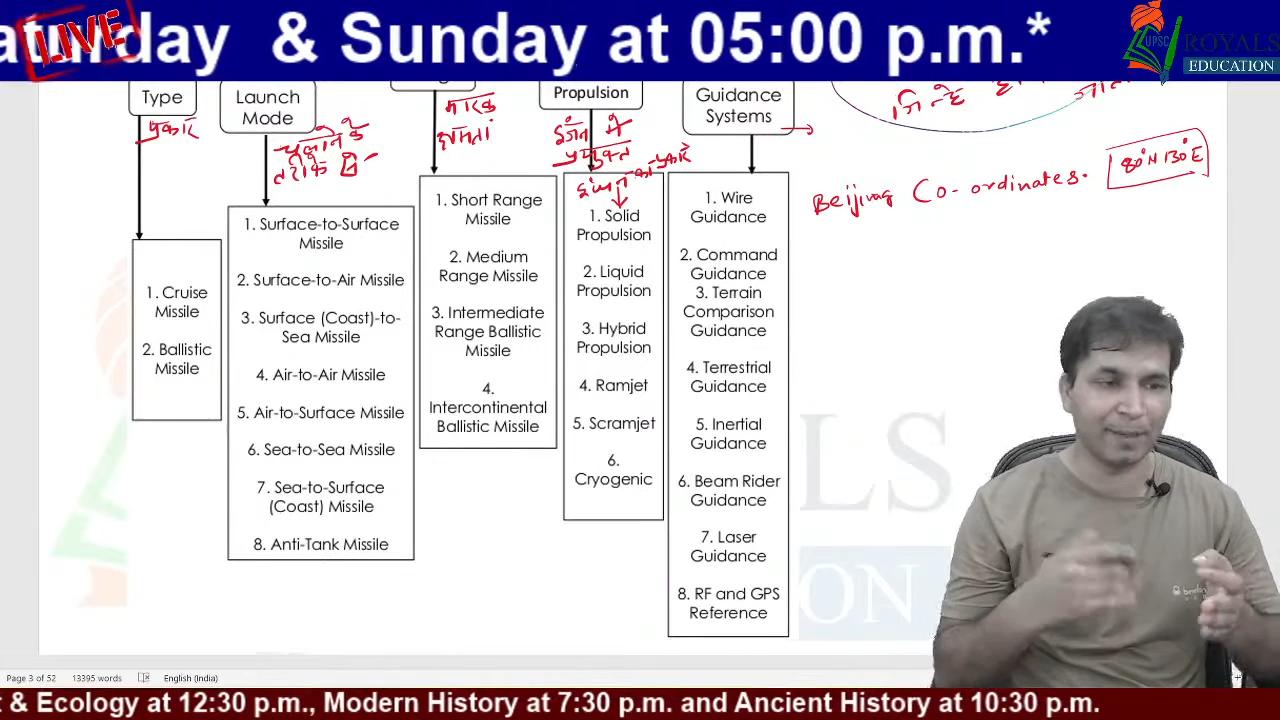 LIVE
aturday & Sunday at 05:00 p.m.*
UPSC ROYALS
EDUCATION
Type
प्रकार
Launch
Mode
चलाने के
मारक
क्षमता
Propulsion
इंजन में
प्रयुक्त
इंधन का प्रकार
Guidance
Systems
Beijing Co-ordinates.
80°N 130°E
1. Cruise
Missile
2. Ballistic
Missile
1. Surface-to-Surface
Missile
2. Surface-to-Air Missile
3. Surface (Coast)-to-
Sea Missile
4. Air-to-Air Missile
5. Air-to-Surface Missile
6. Sea-to-Sea Missile
7. Sea-to-Surface
(Coast) Missile
8. Anti-Tank Missile
1. Short Range
Missile
2. Medium
Range Missile
3. Intermediate
Range Ballistic
Missile
4.
Intercontinental
Ballistic Missile
1. Solid
Propulsion
2. Liquid
Propulsion
3. Hybrid
Propulsion
4. Ramjet
5. Scramjet
6.
Cryogenic
1. Wire
Guidance
2. Command
Guidance
3. Terrain
Comparison
Guidance
4. Terrestrial
Guidance
5. Inertial
Guidance
6. Beam Rider
Guidance
7. Laser
Guidance
8. RF and GPS
Reference
ALS
ON
Page 3 of 52 13395 words English (India)
& Ecology at 12:30 p.m., Modern History at 7:30 p.m. and Ancient History at 10:30 p.m.